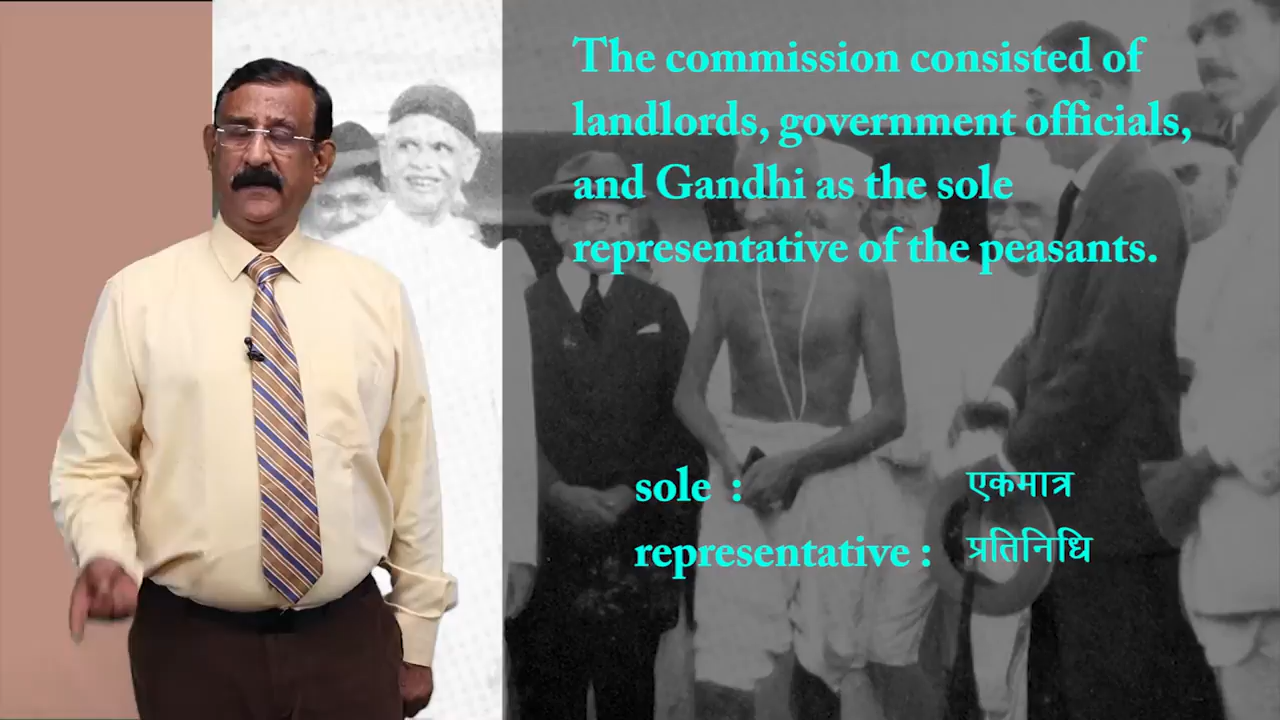 The commission consisted of
landlords, government officials,
and Gandhi as the sole
representative of the peasants.
sole : एकमात्र
representative : प्रतिनिधि